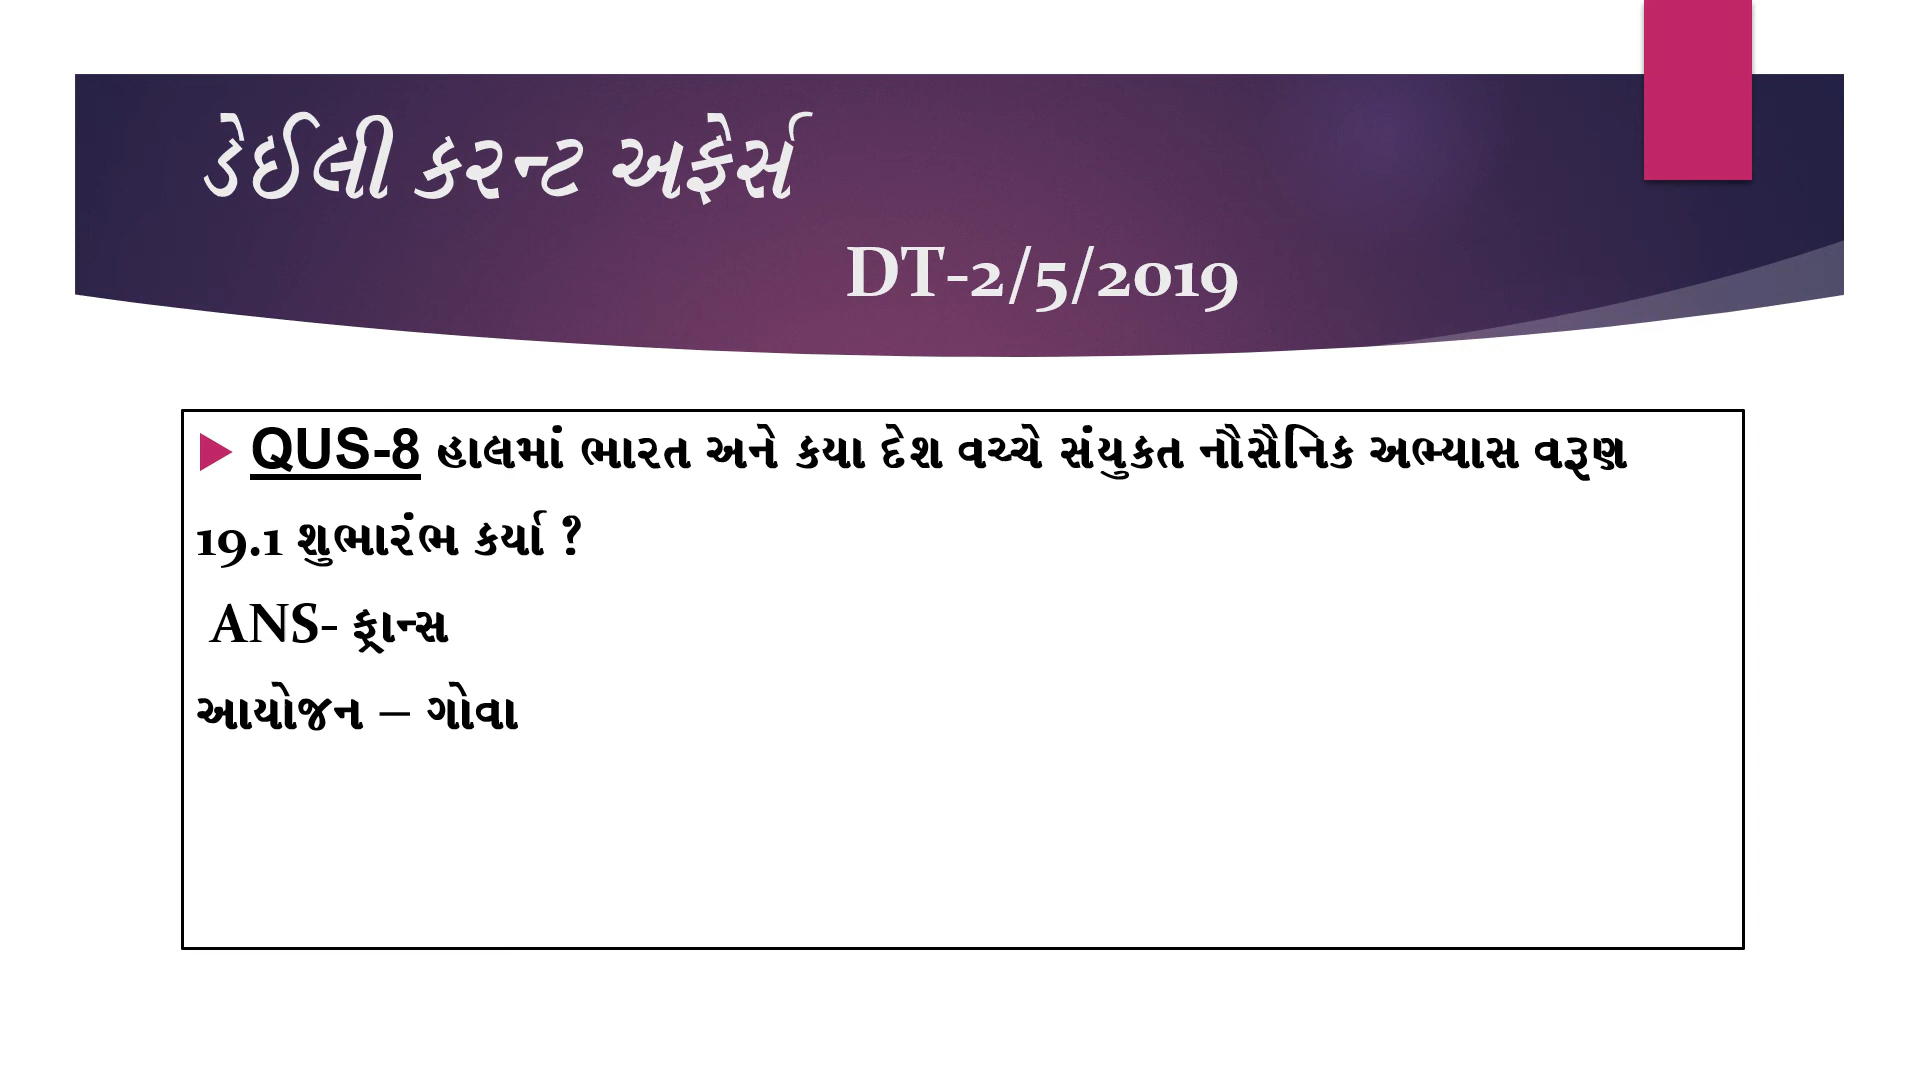 ડેઈલી કરન્ટ અફેર્સ
DT-2/5/2019
QUS-8 હાલમાં ભારત અને કયા દેશ વચ્ચે સંયુકત નૌસૈનિક અભ્યાસ વરૂણ
19.1 શુભારંભ કર્યા ?
ANS- ફ્રાન્સ
આયોજન – ગોવા